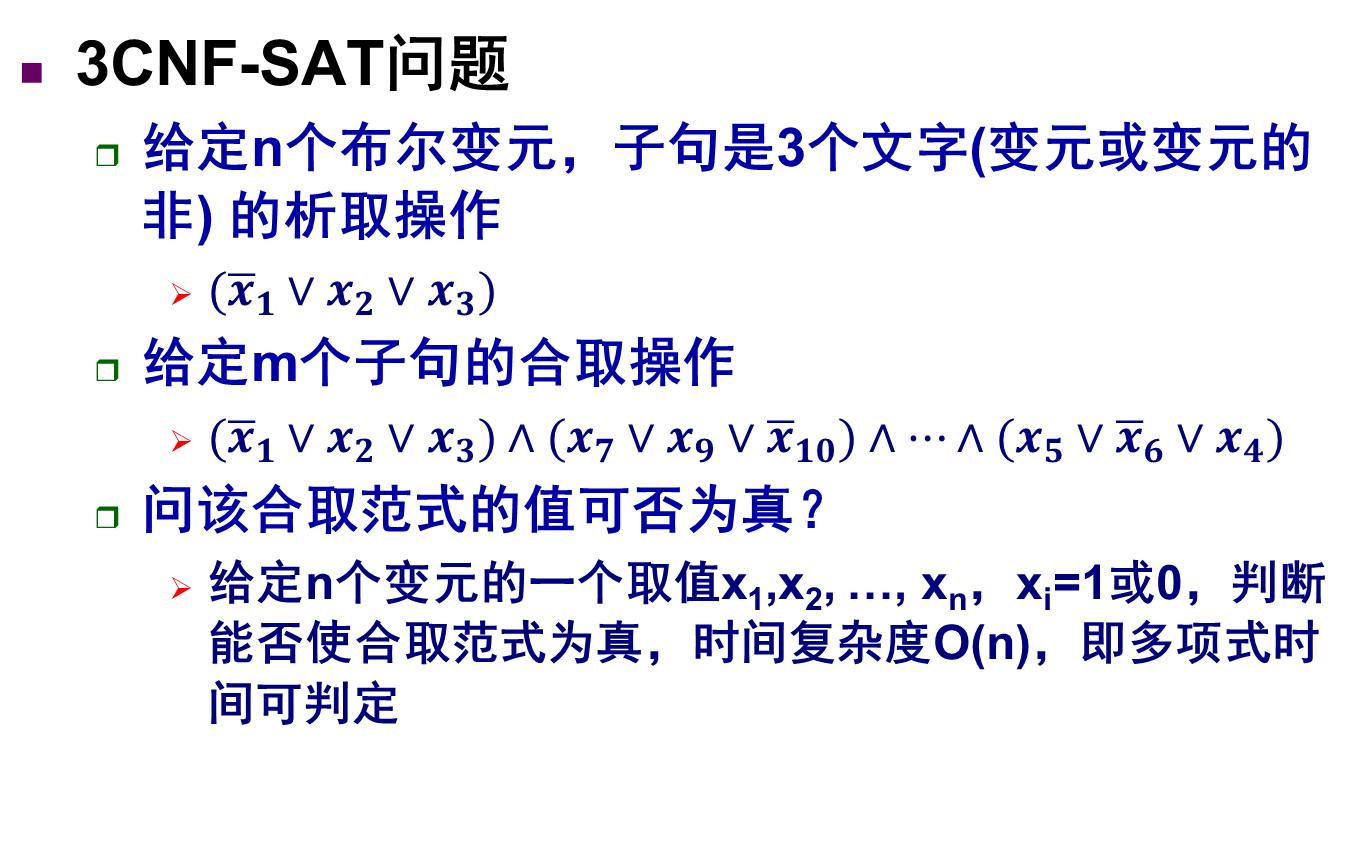 3CNF-SAT问题
给定n个布尔变元，子句是3个文字(变元或变元的
非) 的析取操作
(x̅₁ ∨ x₂ ∨ x₃)
给定m个子句的合取操作
(x̅₁ ∨ x₂ ∨ x₃) ∧ (x₇ ∨ x₉ ∨ x̅₁₀) ∧ ⋯ ∧ (x₅ ∨ x̅₆ ∨ x₄)
问该合取范式的值可否为真？
给定n个变元的一个取值x₁,x₂, …, xₙ，xᵢ=1或0，判断
能否使合取范式为真，时间复杂度O(n)，即多项式时
间可判定